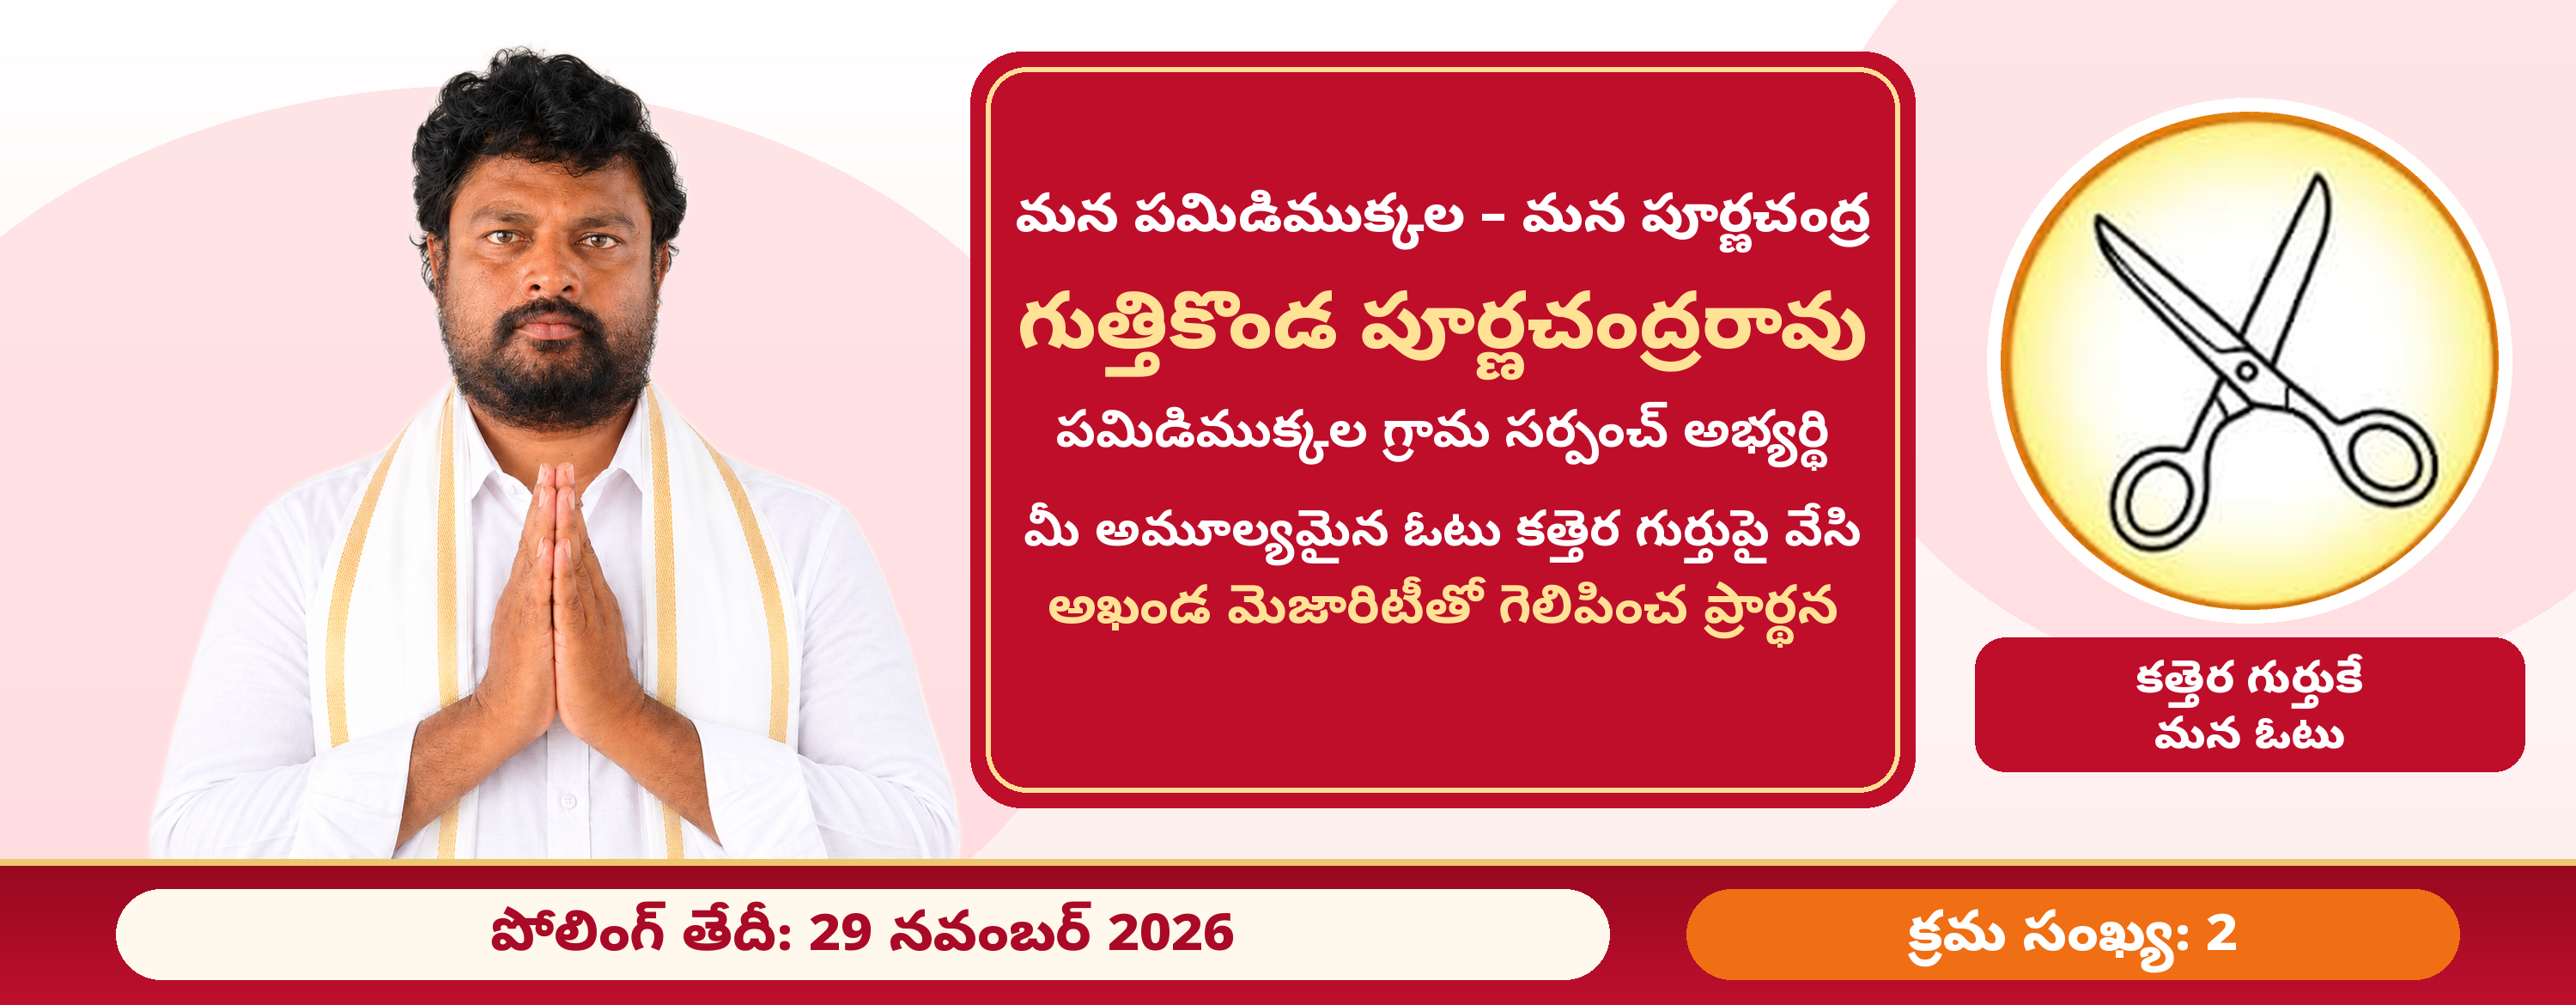 మన పమిడిముక్కల – మన పూర్ణచంద్ర
గుత్తికొండ పూర్ణచంద్రరావు
పమిడిముక్కల గ్రామ సర్పంచ్ అభ్యర్థి
మీ అమూల్యమైన ఓటు కత్తెర గుర్తుపై వేసి
అఖండ మెజారిటీతో గెలిపించ ప్రార్థన
కత్తెర గుర్తుకే
మన ఓటు
పోలింగ్ తేదీ: 29 నవంబర్ 2026
క్రమ సంఖ్య: 2